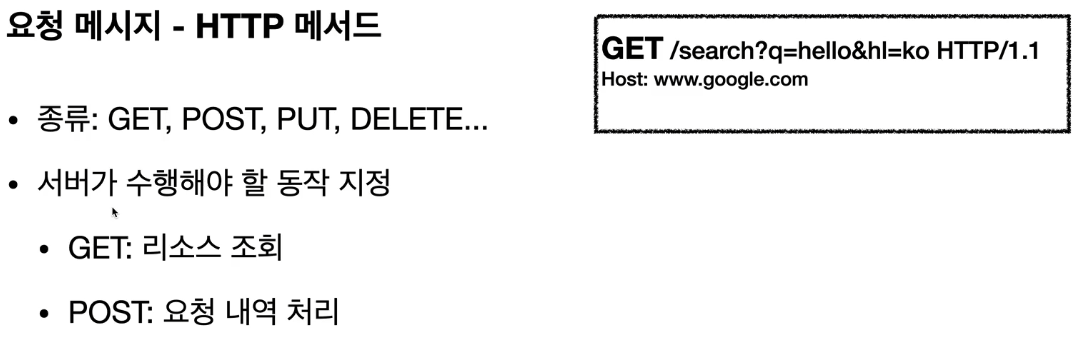 요청 메시지 - HTTP 메서드
GET /search?q=hello&hl=ko HTTP/1.1
Host: www.google.com
• 종류: GET, POST, PUT, DELETE...
• 서버가 수행해야 할 동작 지정
• GET: 리소스 조회
• POST: 요청 내역 처리